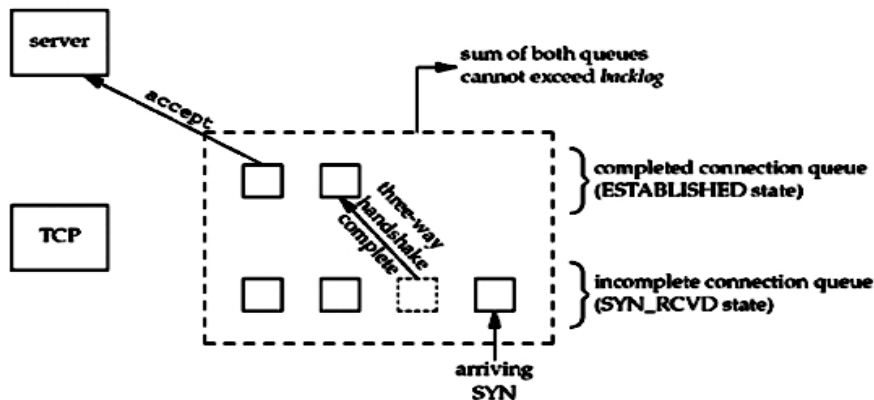 server
sum of both queues
cannot exceed backlog
accept
completed connection queue
(ESTABLISHED state)
three-way
handshake
complete
TCP
incomplete connection queue
(SYN_RCVD state)
arriving
SYN